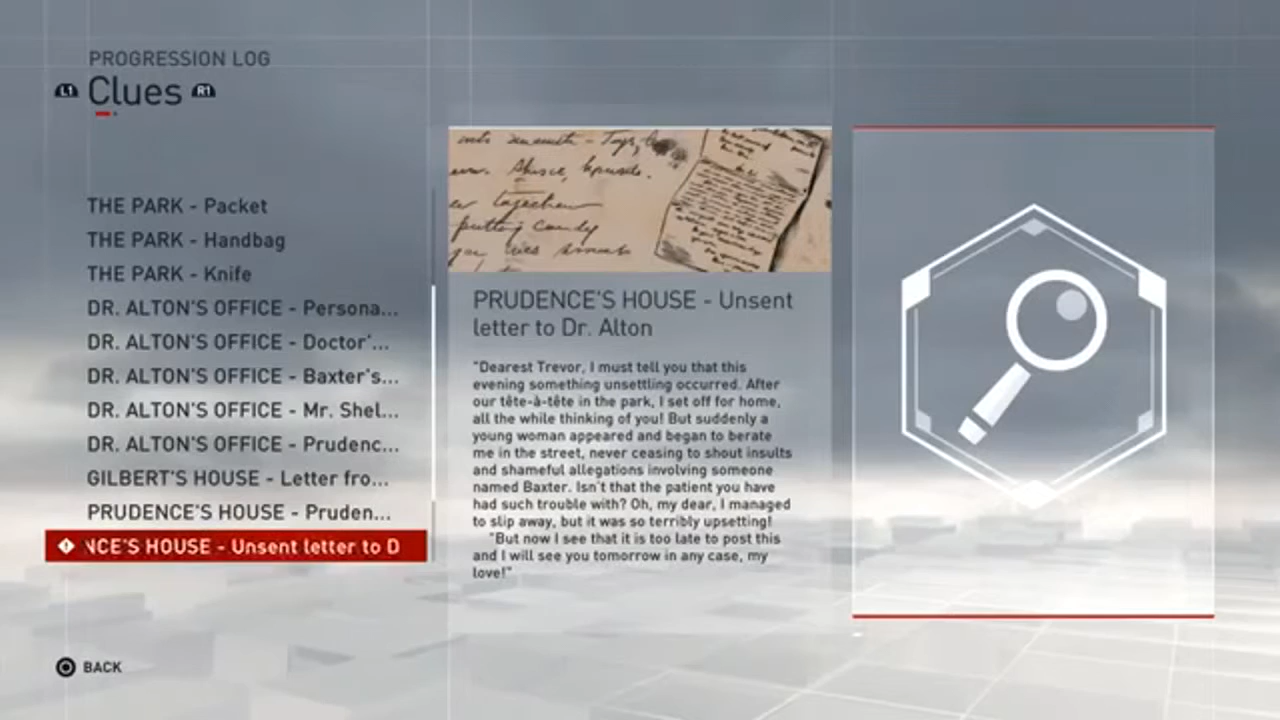 PROGRESSION LOG
L1 Clues R1
THE PARK - Packet
THE PARK - Handbag
THE PARK - Knife
DR. ALTON'S OFFICE - Persona...
DR. ALTON'S OFFICE - Doctor'...
DR. ALTON'S OFFICE - Baxter's...
DR. ALTON'S OFFICE - Mr. Shel...
DR. ALTON'S OFFICE - Prudenc...
GILBERT'S HOUSE - Letter fro...
PRUDENCE'S HOUSE - Pruden...
NCE'S HOUSE - Unsent letter to D
together
putting candy
PRUDENCE'S HOUSE - Unsent
letter to Dr. Alton
"Dearest Trevor, I must tell you that this
evening something unsettling occurred. After
our tête-à-tête in the park, I set off for home,
all the while thinking of you! But suddenly a
young woman appeared and began to berate
me in the street, never ceasing to shout insults
and shameful allegations involving someone
named Baxter. Isn't that the patient you have
had such trouble with? Oh, my dear, I managed
to slip away, but it was so terribly upsetting!
"But now I see that it is too late to post this
and I will see you tomorrow in any case, my
love!"
BACK